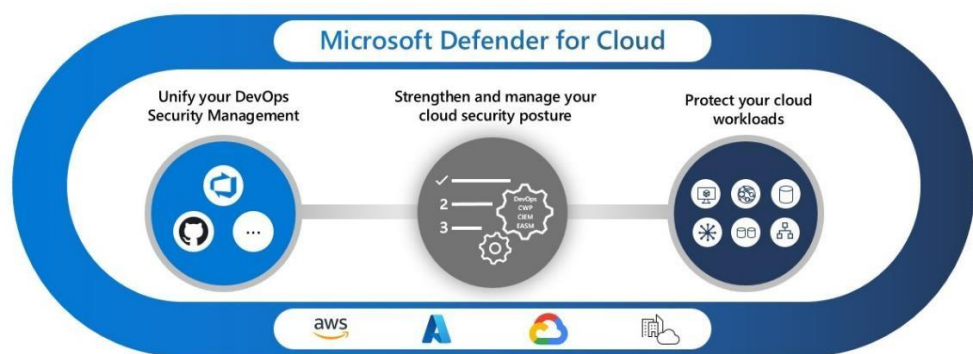 Microsoft Defender for Cloud
Unify your DevOps
Security Management
Strengthen and manage your
cloud security posture
Protect your cloud
workloads
2
3
DevOps
CWP
CIEM
EASM
...
aws